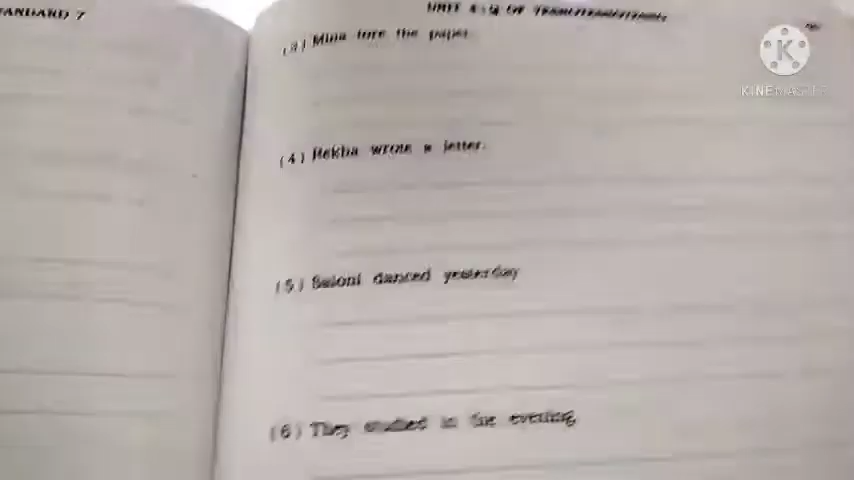 STANDARD 7
UNIT
(3) Mina tore the paper.
(4) Rekha wrote a letter.
(5) Saloni danced yesterday
(6) They studied in the evening.
KINEMASTER